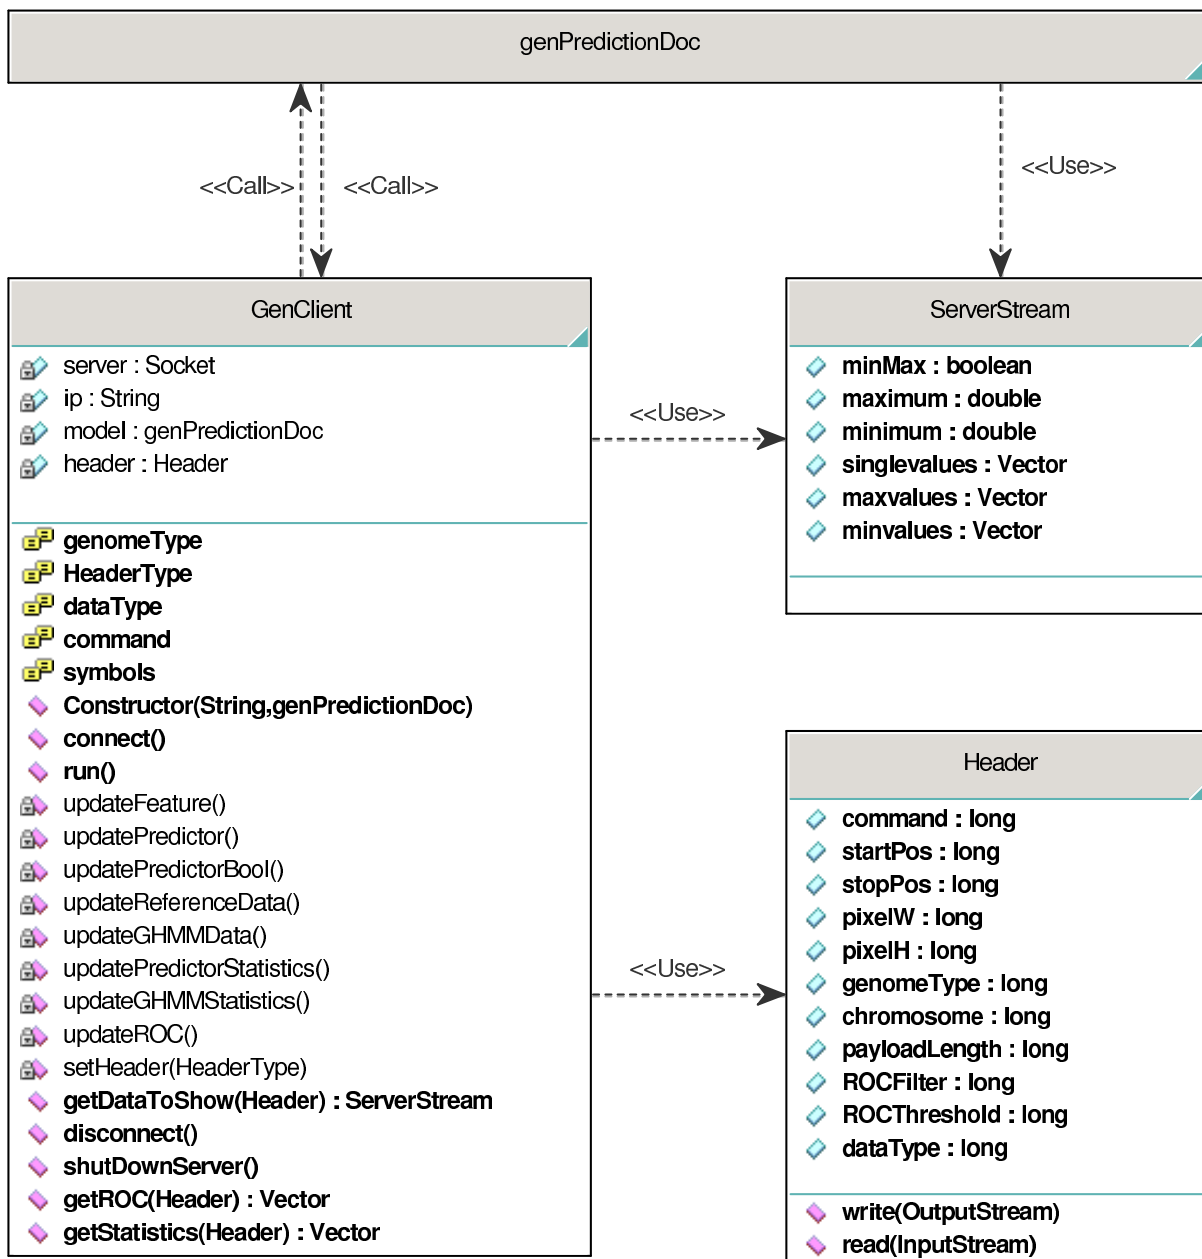 genPredictionDoc
<<Call>>
<<Call>>
<<Use>>
GenClient
server : Socket
ip : String
model : genPredictionDoc
header : Header
genomeType
HeaderType
dataType
command
symbols
Constructor(String,genPredictionDoc)
connect()
run()
updateFeature()
updatePredictor()
updatePredictorBool()
updateReferenceData()
updateGHMMData()
updatePredictorStatistics()
updateGHMMStatistics()
updateROC()
setHeader(HeaderType)
getDataToShow(Header) : ServerStream
disconnect()
shutDownServer()
getROC(Header) : Vector
getStatistics(Header) : Vector
<<Use>>
<<Use>>
ServerStream
minMax : boolean
maximum : double
minimum : double
singlevalues : Vector
maxvalues : Vector
minvalues : Vector
Header
command : long
startPos : long
stopPos : long
pixelW : long
pixelH : long
genomeType : long
chromosome : long
payloadLength : long
ROCFilter : long
ROCThreshold : long
dataType : long
write(OutputStream)
read(InputStream)